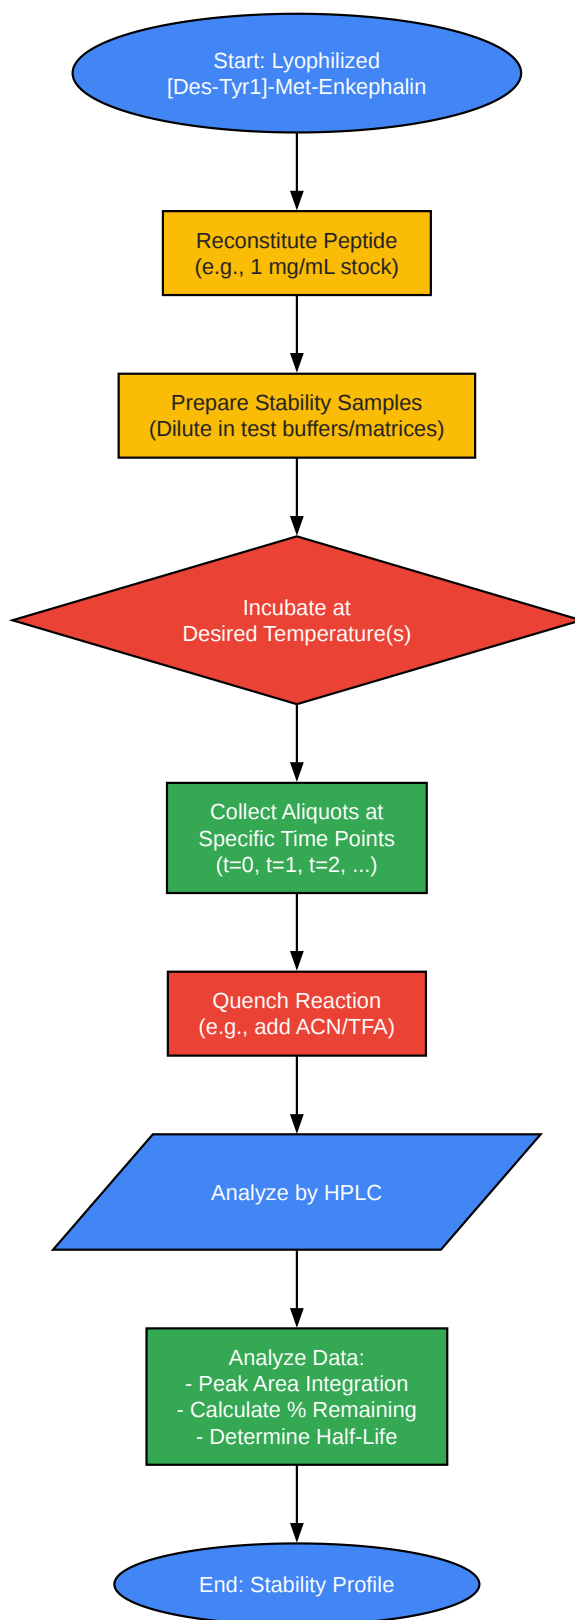 Start: Lyophilized
[Des-Tyr1]-Met-Enkephalin
Reconstitute Peptide
(e.g., 1 mg/mL stock)
Prepare Stability Samples
(Dilute in test buffers/matrices)
Incubate at
Desired Temperature(s)
Collect Aliquots at
Specific Time Points
(t=0, t=1, t=2, ...)
Quench Reaction
(e.g., add ACN/TFA)
Analyze by HPLC
Analyze Data:
- Peak Area Integration
- Calculate % Remaining
- Determine Half-Life
End: Stability Profile